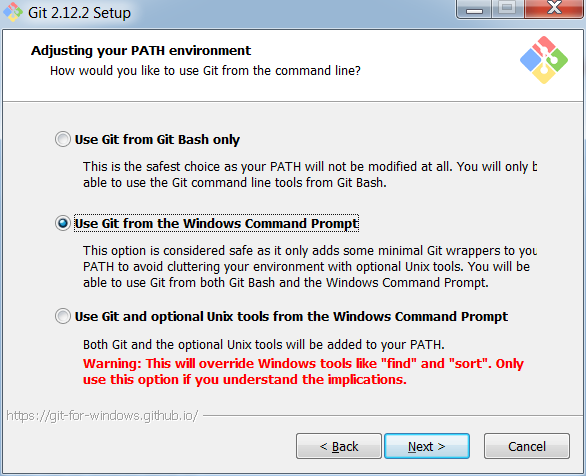 Git 2.12.2 Setup
Adjusting your PATH environment
How would you like to use Git from the command line?
Use Git from Git Bash only
This is the safest choice as your PATH will not be modified at all. You will only
able to use the Git command line tools from Git Bash.
Use Git from the Windows Command Prompt
This option is considered safe as it only adds some minimal Git wrappers to you
PATH to avoid cluttering your environment with optional Unix tools. You will be
able to use Git from both Git Bash and the Windows Command Prompt.
Use Git and optional Unix tools from the Windows Command Prompt
Both Git and the optional Unix tools will be added to your PATH.
Warning: This will override Windows tools like "find" and "sort". Only
use this option if you understand the implications.
https://git-for-windows.github.io/
< Back
Next >
Cancel